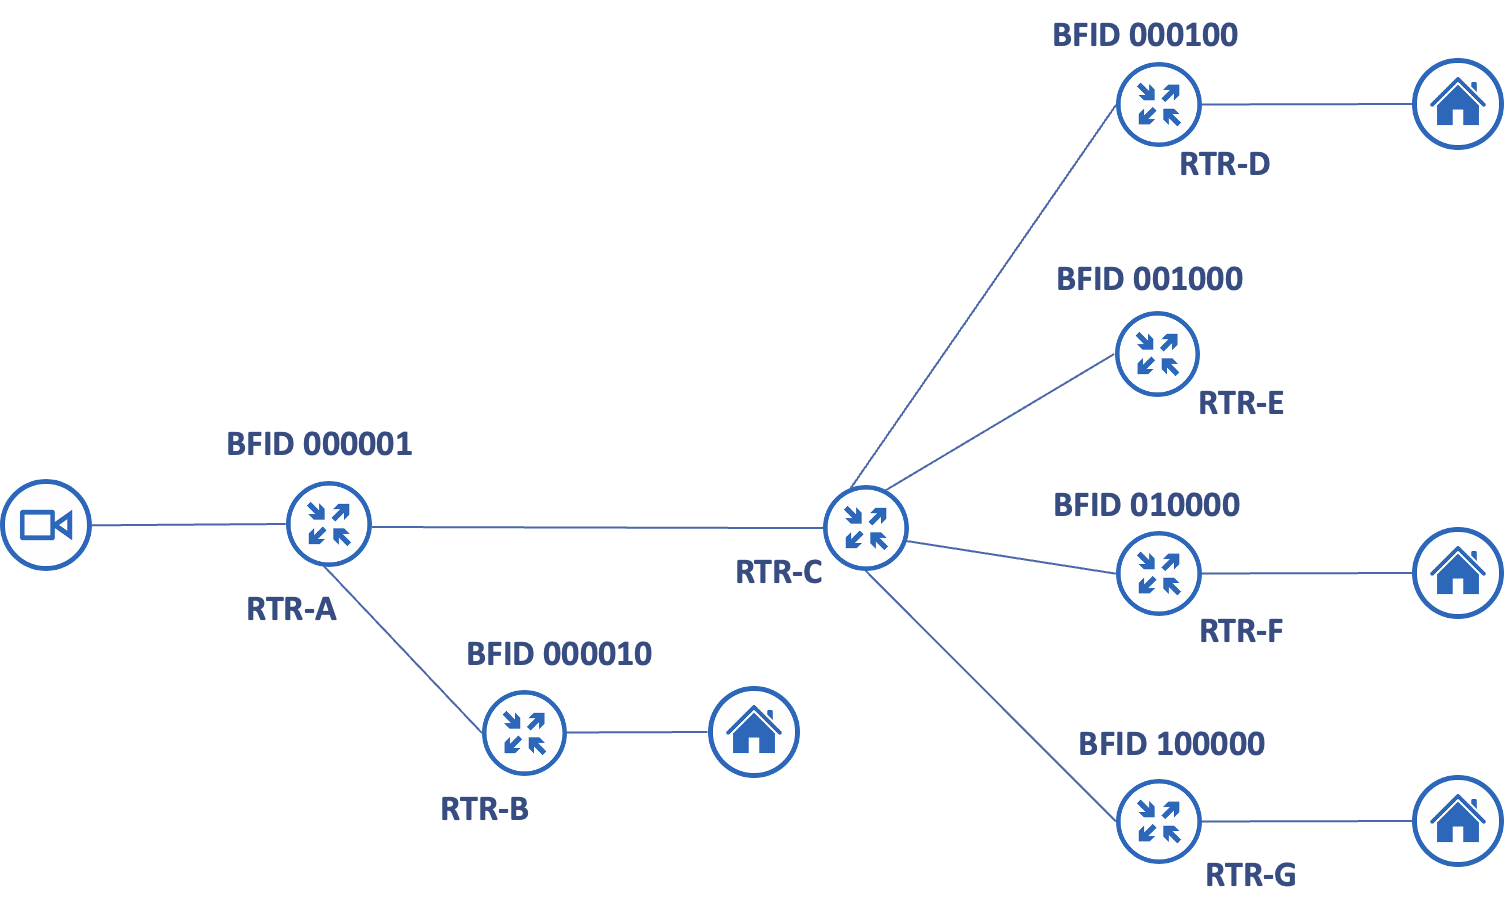 BFID 000100
RTR-D
BFID 001000
RTR-E
BFID 000001
RTR-A
BFID 010000
RTR-C
RTR-F
BFID 000010
RTR-B
BFID 100000
RTR-G